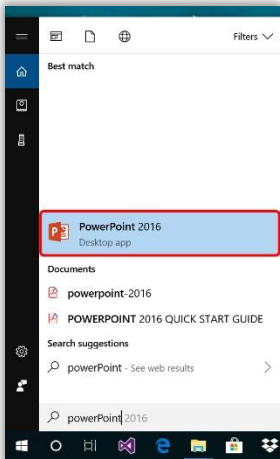 Filters
Best match
PowerPoint 2016
Desktop app
Documents
powerpoint-2016
POWERPOINT 2016 QUICK START GUIDE
Search suggestions
powerPoint - See web results
powerPoint 2016